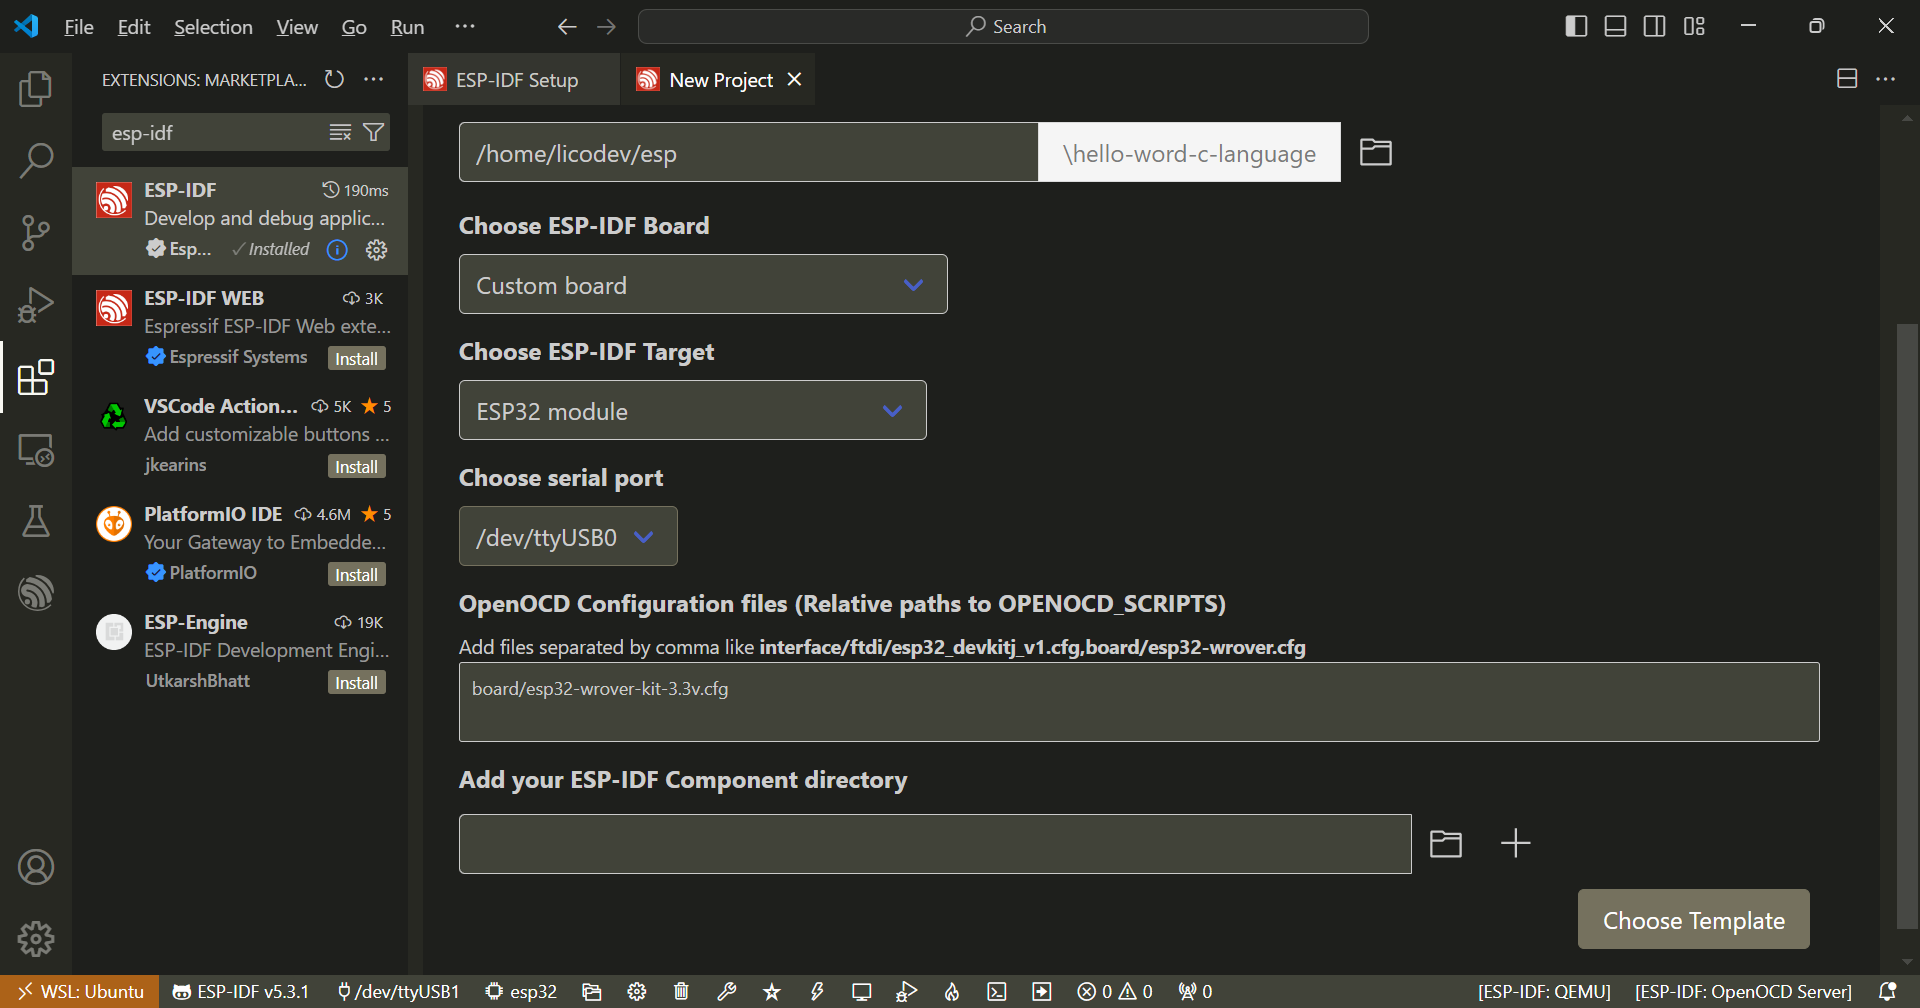 File Edit Selection View Go Run ···
Search
EXTENSIONS: MARKETPLA...
ESP-IDF Setup
New Project
esp-idf
ESP-IDF 190ms
Develop and debug applic...
Esp... ✓Installed
ESP-IDF WEB 3K
Espressif ESP-IDF Web exte...
Espressif Systems Install
VSCode Action... 5K ★ 5
Add customizable buttons ...
jkearins Install
PlatformIO IDE 4.6M ★ 5
Your Gateway to Embedde...
PlatformIO Install
ESP-Engine 19K
ESP-IDF Development Engi...
UtkarshBhatt Install
/home/licodev/esp \hello-word-c-language
Choose ESP-IDF Board
Custom board
Choose ESP-IDF Target
ESP32 module
Choose serial port
/dev/ttyUSB0
OpenOCD Configuration files (Relative paths to OPENOCD_SCRIPTS)
Add files separated by comma like interface/ftdi/esp32_devkitj_v1.cfg,board/esp32-wrover.cfg
board/esp32-wrover-kit-3.3v.cfg
Add your ESP-IDF Component directory
Choose Template
WSL: Ubuntu ESP-IDF v5.3.1 /dev/ttyUSB1 esp32 0 0 0 [ESP-IDF: QEMU] [ESP-IDF: OpenOCD Server]